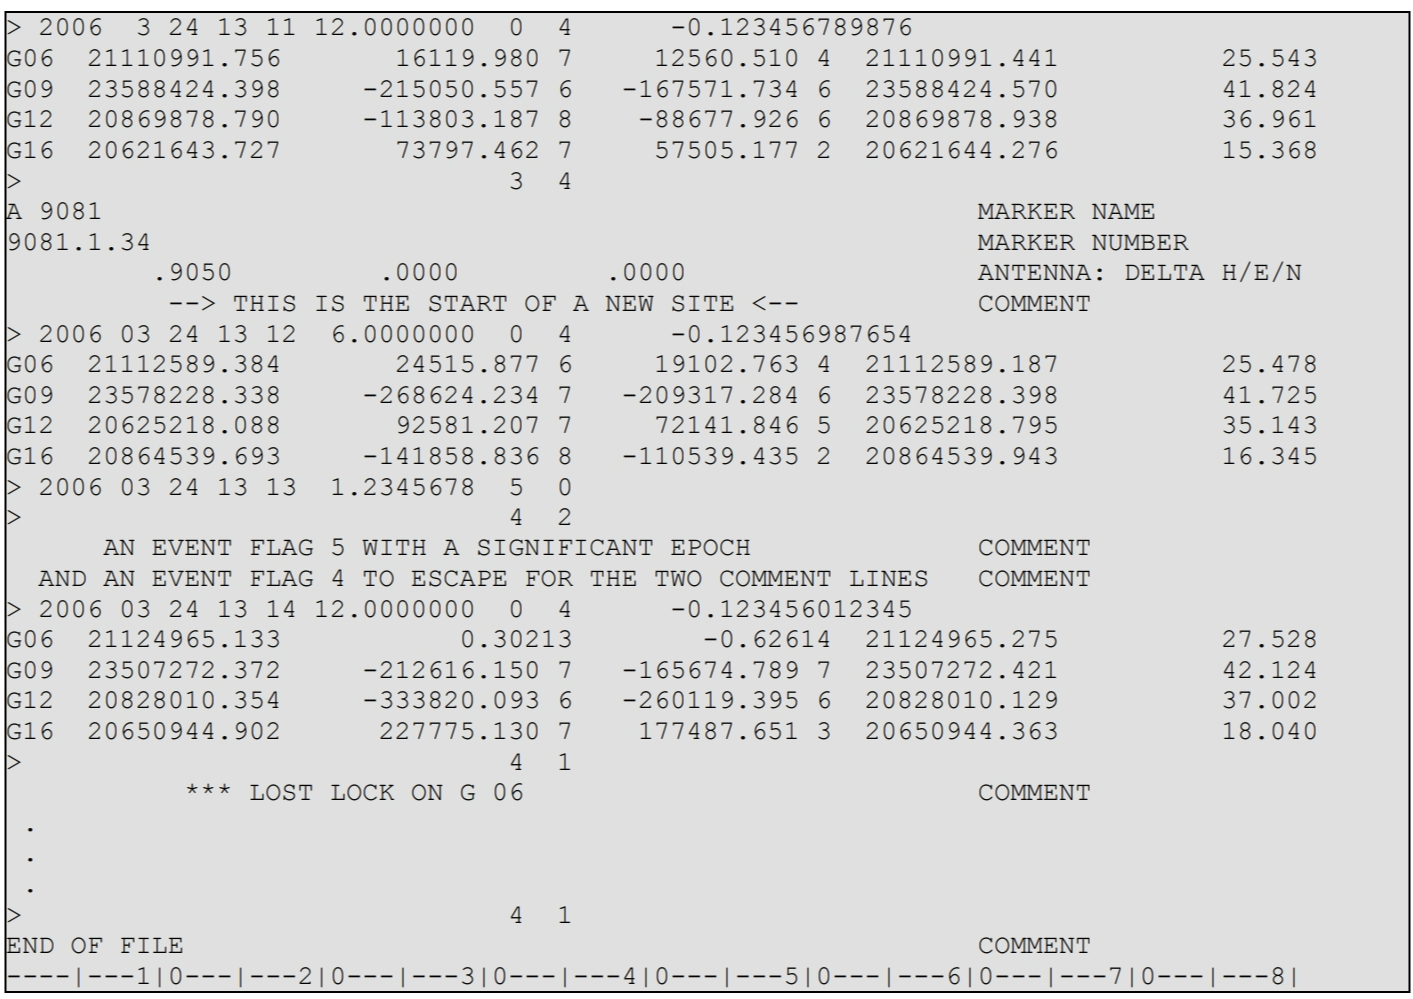 > 2006  3 24 13 11 12.0000000  0  4      -0.123456789876
G06  21110991.756       16119.980 7      12560.510 4  21110991.441          25.543
G09  23588424.398     -215050.557 6    -167571.734 6  23588424.570          41.824
G12  20869878.790     -113803.187 8     -88677.926 6  20869878.938          36.961
G16  20621643.727       73797.462 7      57505.177 2  20621644.276          15.368
>                              3  4
A 9081                                                      MARKER NAME
9081.1.34                                                   MARKER NUMBER
         .9050         .0000         .0000                  ANTENNA: DELTA H/E/N
          --> THIS IS THE START OF A NEW SITE <--           COMMENT
> 2006 03 24 13 12  6.0000000  0  4      -0.123456987654
G06  21112589.384       24515.877 6      19102.763 4  21112589.187          25.478
G09  23578228.338     -268624.234 7    -209317.284 6  23578228.398          41.725
G12  20625218.088       92581.207 7      72141.846 5  20625218.795          35.143
G16  20864539.693     -141858.836 8    -110539.435 2  20864539.943          16.345
> 2006 03 24 13 13  1.2345678  5  0
>                              4  2
      AN EVENT FLAG 5 WITH A SIGNIFICANT EPOCH              COMMENT
  AND AN EVENT FLAG 4 TO ESCAPE FOR THE TWO COMMENT LINES   COMMENT
> 2006 03 24 13 14 12.0000000  0  4      -0.123456012345
G06  21124965.133           0.30213         -0.62614  21124965.275          27.528
G09  23507272.372     -212616.150 7    -165674.789 7  23507272.421          42.124
G12  20828010.354     -333820.093 6    -260119.395 6  20828010.129          37.002
G16  20650944.902      227775.130 7     177487.651 3  20650944.363          18.040
>                              4  1
           *** LOST LOCK ON G 06                            COMMENT
 .
 .
 .
>                              4  1
END OF FILE                                                 COMMENT
----|---1|0---|---2|0---|---3|0---|---4|0---|---5|0---|---6|0---|---7|0---|---8|